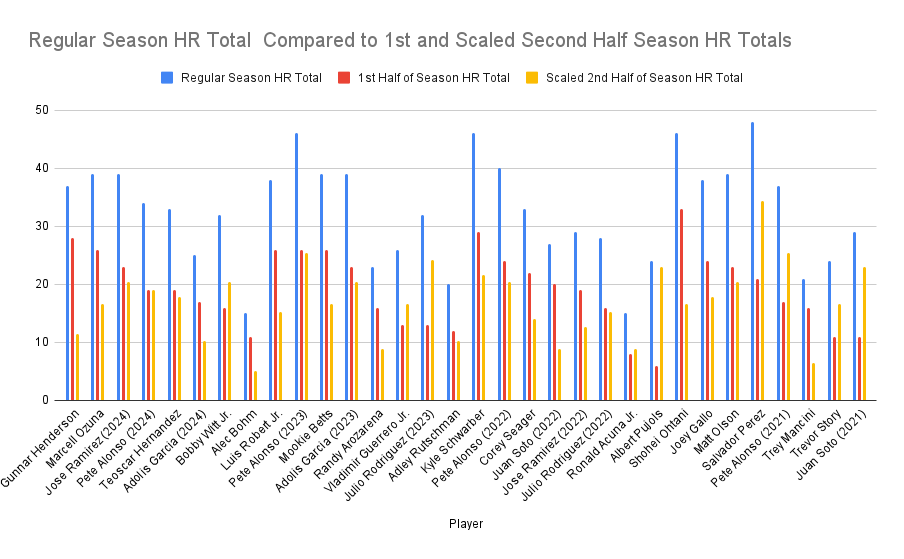 Regular Season HR Total  Compared to 1st and Scaled Second Half Season HR Totals
Regular Season HR Total
1st Half of Season HR Total
Scaled 2nd Half of Season HR Total
50
40
30
20
10
0
Gunnar Henderson
Marcell Ozuna
Jose Ramirez (2024)
Pete Alonso (2024)
Teoscar Hernandez
Adolis Garcia (2024)
Bobby Witt Jr.
Alec Bohm
Luis Robert Jr.
Pete Alonso (2023)
Mookie Betts
Adolis Garcia (2023)
Randy Arozarena
Vladimir Guerrero Jr.
Julio Rodriguez (2023)
Adley Rutschman
Kyle Schwarber
Pete Alonso (2022)
Corey Seager
Juan Soto (2022)
Jose Ramirez (2022)
Julio Rodriguez (2022)
Ronald Acuna Jr.
Albert Pujols
Shohei Ohtani
Joey Gallo
Matt Olson
Salvador Perez
Pete Alonso (2021)
Trey Mancini
Trevor Story
Juan Soto (2021)
Player